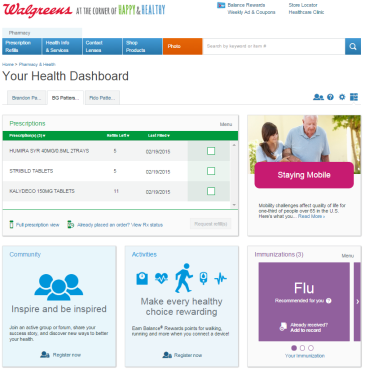 Walgreens AT THE CORNER OF HAPPY & HEALTHY
Balance Rewards
Store Locator
Weekly Ad & Coupons
Healthcare Clinic
Pharmacy
Prescription Refills
Health Info & Services
Contact Lenses
Shop Products
Photo
Search by keyword or item #
Home > Pharmacy & Health
Your Health Dashboard
Brandon Pa...
BG Patters...
Rids Patte...
Prescriptions
Menu
Prescription(s)
Refills Left
Last Filled
HUMIRA SYR 40MG/0.8ML 2TRAYS
5
02/19/2015
STRIBILD TABLETS
5
02/19/2015
KALYDECO 150MG TABLETS
11
02/19/2015
Full prescription view
Already placed an order? View Rx status
Request refills
Staying Mobile
Mobility challenges affect quality of life for
one-third of people over 65 in the U.S.
Here's what you... Read More
Community
Inspire and be inspired
Join an active group or forum, share your
success story, and discover new ways to better
your health
Register now
Activities
Make every healthy
choice rewarding
Earn Balance® Rewards points for walking,
running and more when you connect a device!
Register now
Immunizations (3)
Menu
Flu
Recommended for you
Already received?
Add to record
Your Immunization